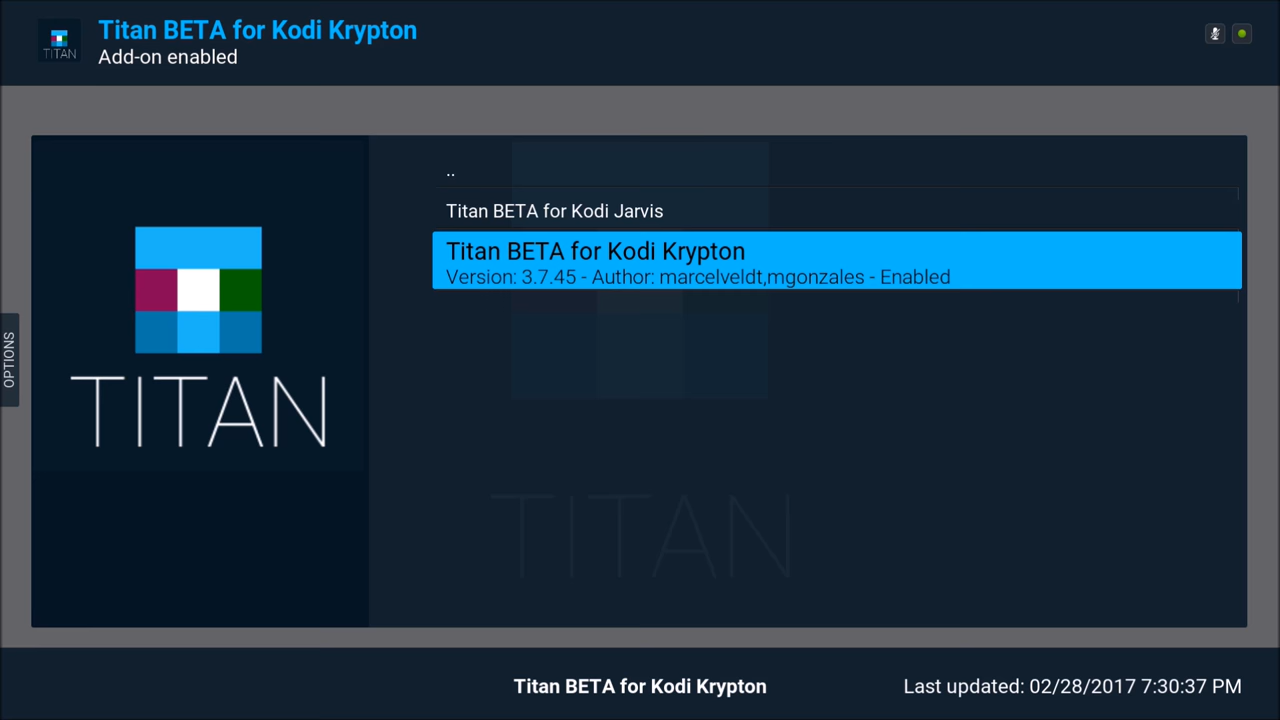 Titan BETA for Kodi Krypton
TITAN
Add-on enabled
..
Titan BETA for Kodi Jarvis
Titan BETA for Kodi Krypton
Version: 3.7.45 - Author: marcelveldt,mgonzales - Enabled
OPTIONS
TITAN
TITAN
Titan BETA for Kodi Krypton
Last updated: 02/28/2017 7:30:37 PM